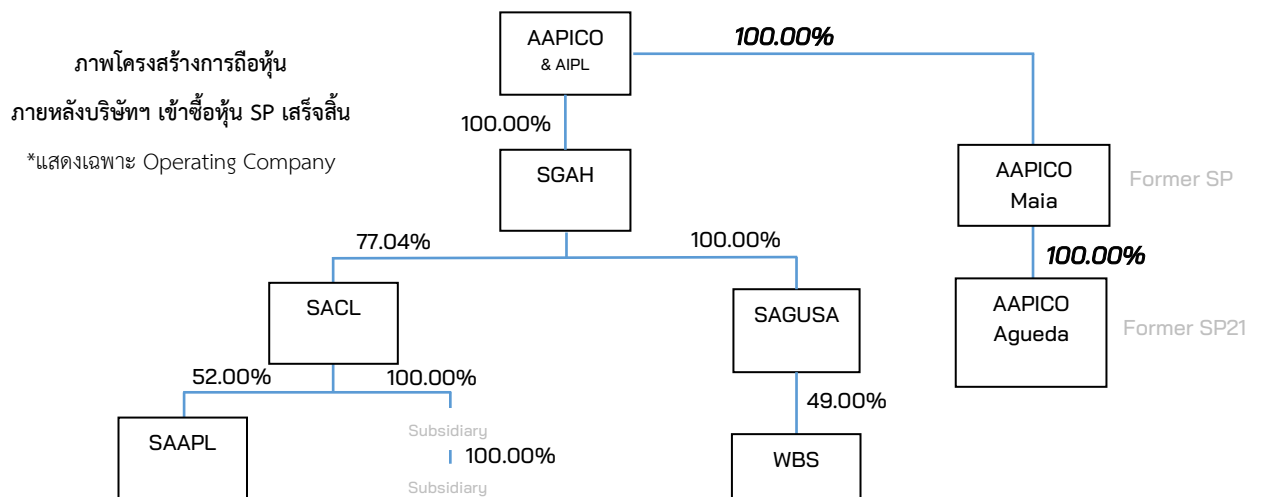 ภาพโครงสร้างการถือหุ้น
ภายหลังบริษัทฯ เข้าซื้อหุ้น SP เสร็จสิ้น
*แสดงเฉพาะ Operating Company
AAPICO
& AIPL
100.00%
100.00%
SGAH
AAPICO
Maia
Former SP
77.04%
100.00%
100.00%
SACL
SAGUSA
AAPICO
Agueda
Former SP21
52.00%
100.00%
49.00%
SAAPL
Subsidiary
100.00%
Subsidiary
WBS